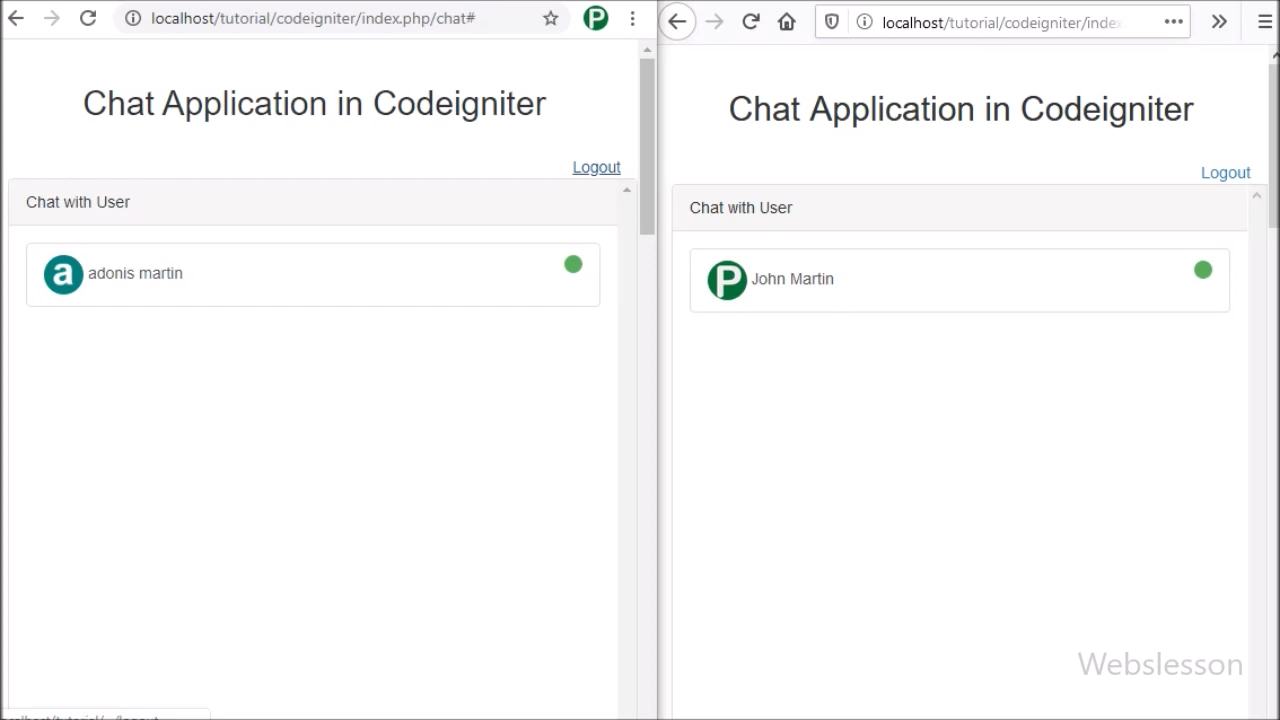 localhost/tutorial/codeigniter/index.php/chat#
P
Chat Application in Codeigniter
Logout
Chat with User
a adonis martin
localhost/tutorial/codeigniter/index
Chat Application in Codeigniter
Logout
Chat with User
P John Martin
Webslesson